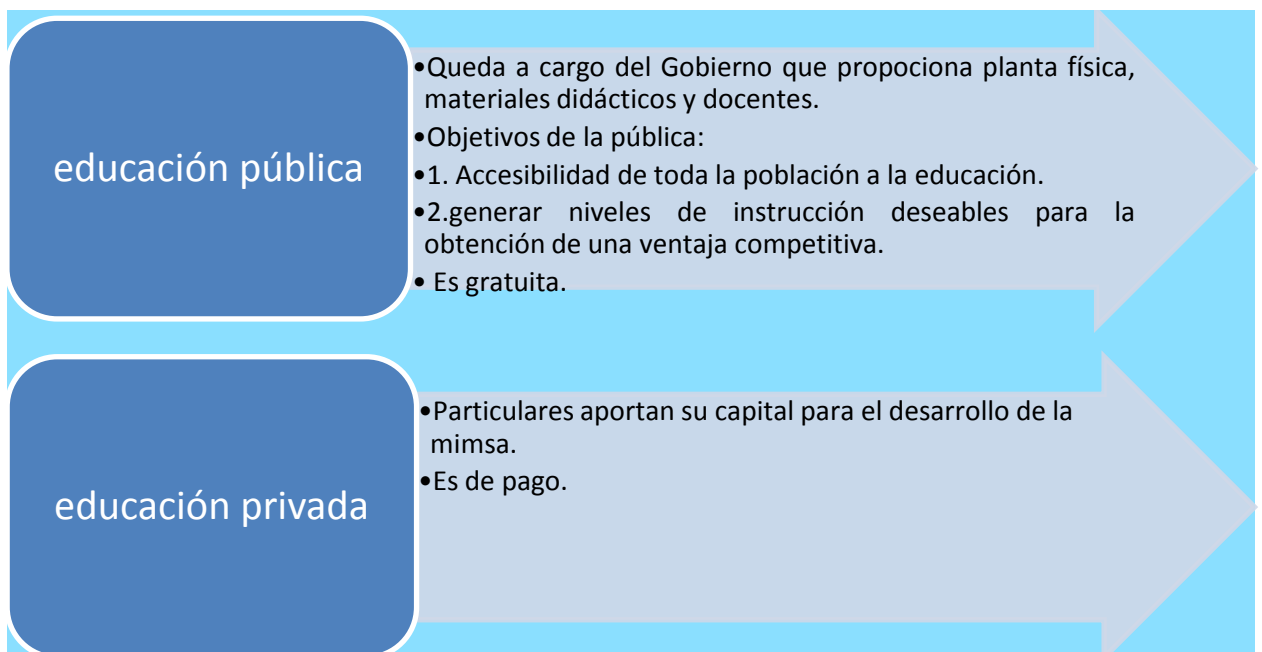 educación pública
•Queda a cargo del Gobierno que propociona planta física,
materiales didácticos y docentes.
•Objetivos de la pública:
•1. Accesibilidad de toda la población a la educación.
•2.generar niveles de instrucción deseables para la
obtención de una ventaja competitiva.
• Es gratuita.
educación privada
•Particulares aportan su capital para el desarrollo de la
mimsa.
•Es de pago.